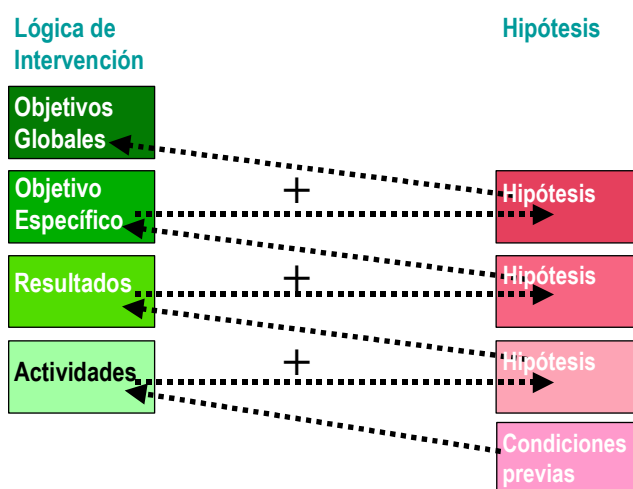 Lógica de
Intervención
Hipótesis
Objetivos
Globales
Objetivo
Específico
+
Hipótesis
Resultados
+
Hipótesis
Actividades
+
Hipótesis
Condiciones
previas